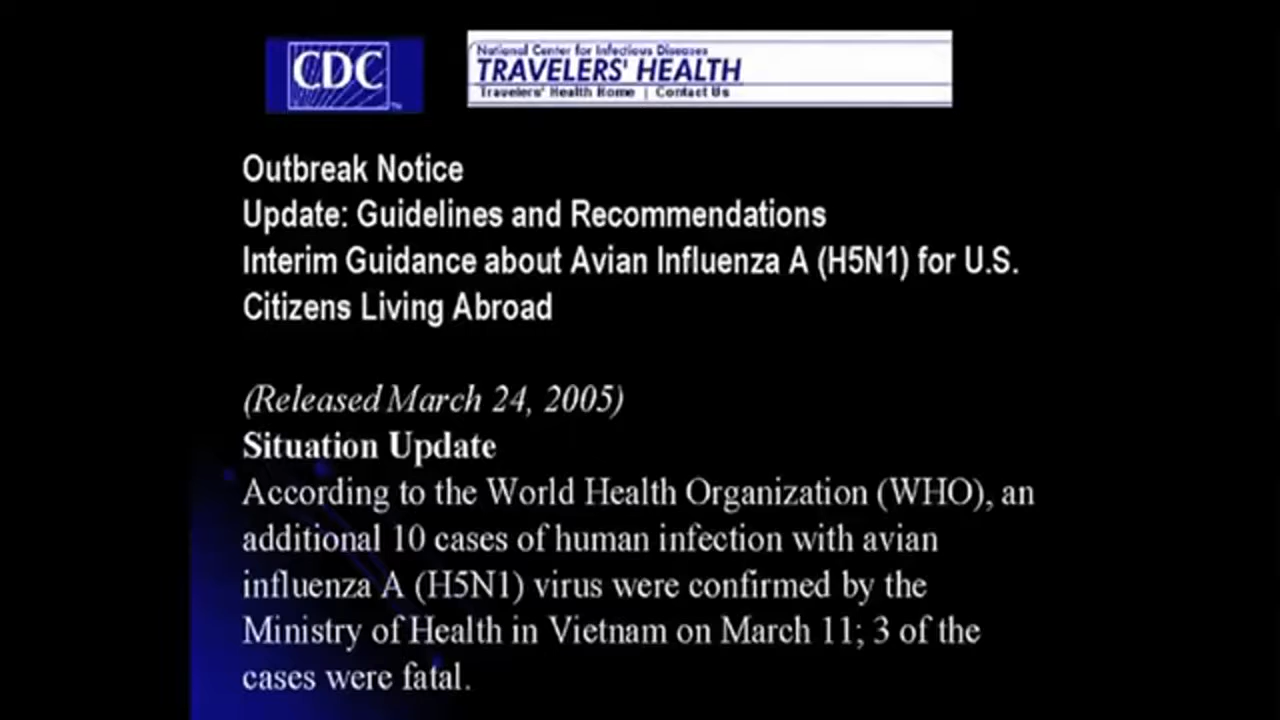 CDC
National Center for Infectious Diseases
TRAVELERS' HEALTH
Travelers' Health Home | Contact Us
Outbreak Notice
Update: Guidelines and Recommendations
Interim Guidance about Avian Influenza A (H5N1) for U.S.
Citizens Living Abroad
(Released March 24, 2005)
Situation Update
According to the World Health Organization (WHO), an
additional 10 cases of human infection with avian
influenza A (H5N1) virus were confirmed by the
Ministry of Health in Vietnam on March 11; 3 of the
cases were fatal.